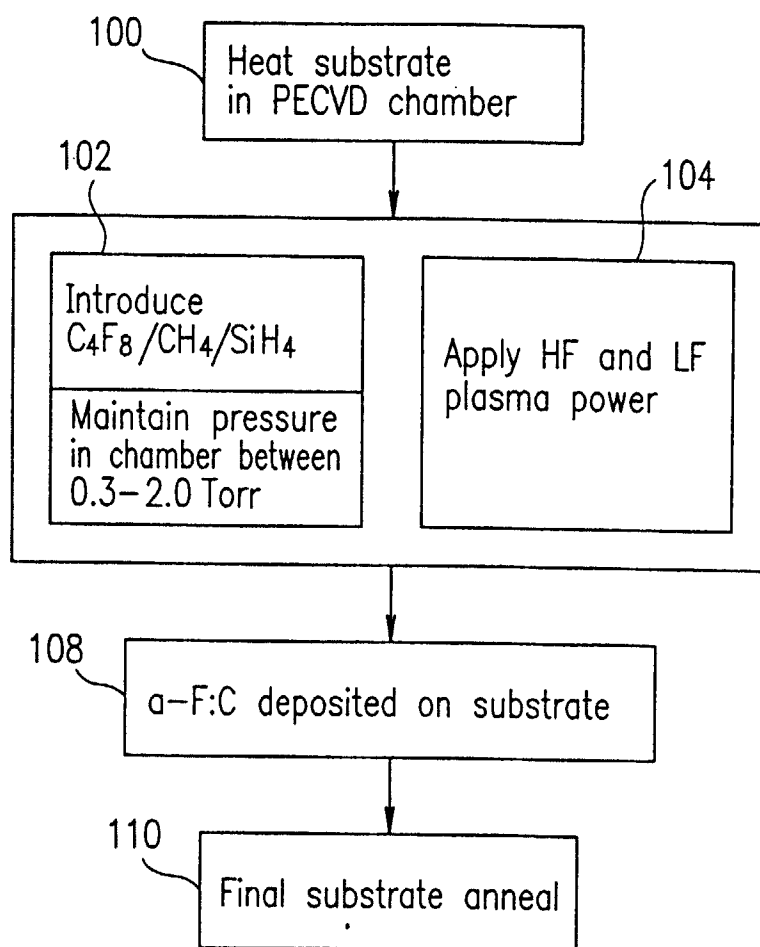 100
Heat substrate
in PECVD chamber
102
104
Introduce
C4F8/CH4/SiH4
Maintain pressure
in chamber between
0.3-2.0 Torr
Apply HF and LF
plasma power
108
a-F:C deposited on substrate
110
Final substrate anneal